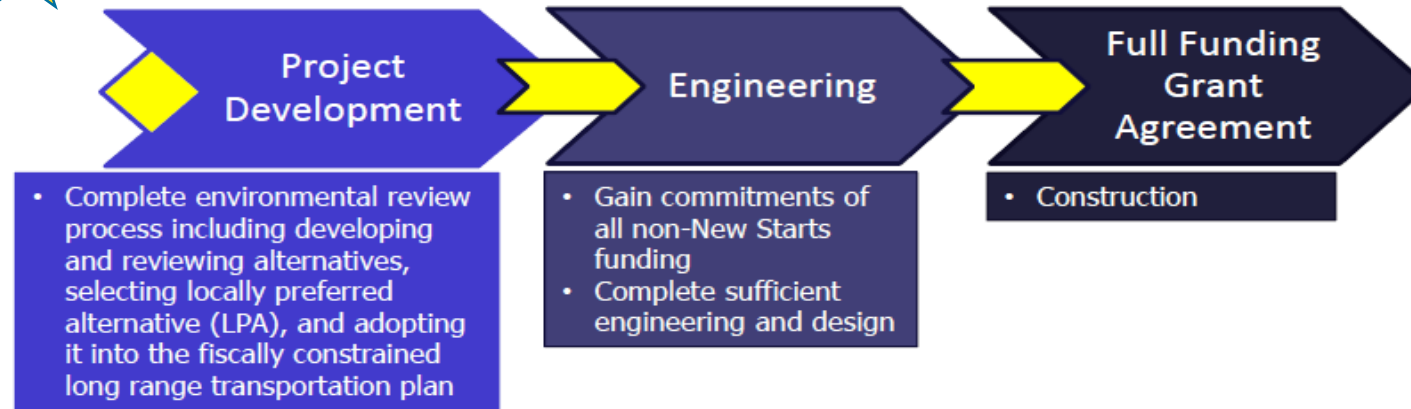 Project
Development
Engineering
Full Funding
Grant
Agreement
• Complete environmental review
process including developing
and reviewing alternatives,
selecting locally preferred
alternative (LPA), and adopting
it into the fiscally constrained
long range transportation plan
• Gain commitments of
all non-New Starts
funding
• Complete sufficient
engineering and design
• Construction